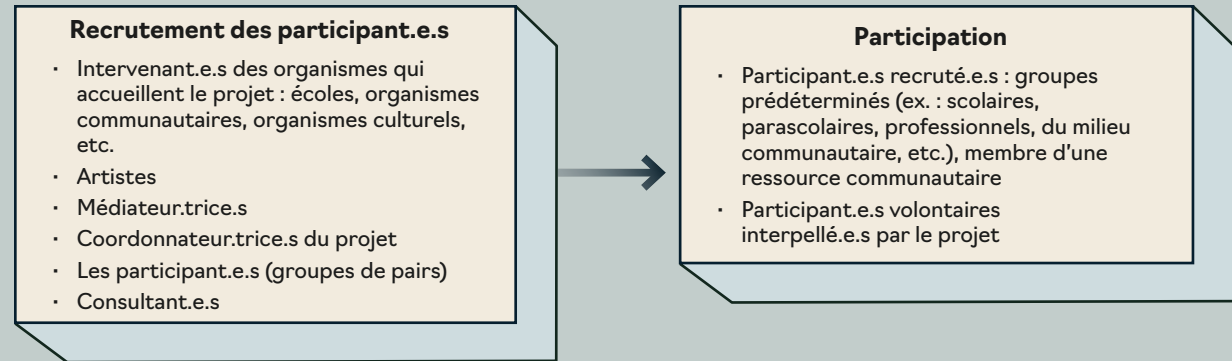 Recrutement des participant.e.s
· Intervenant.e.s des organismes qui
accueillent le projet : écoles, organismes
communautaires, organismes culturels,
etc.
· Artistes
· Médiateur.trice.s
· Coordonnateur.trice.s du projet
· Les participant.e.s (groupes de pairs)
· Consultant.e.s
Participation
· Participant.e.s recruté.e.s : groupes
prédéterminés (ex. : scolaires,
parascolaires, professionnels, du milieu
communautaire, etc.), membre d'une
ressource communautaire
· Participant.e.s volontaires
interpellé.e.s par le projet